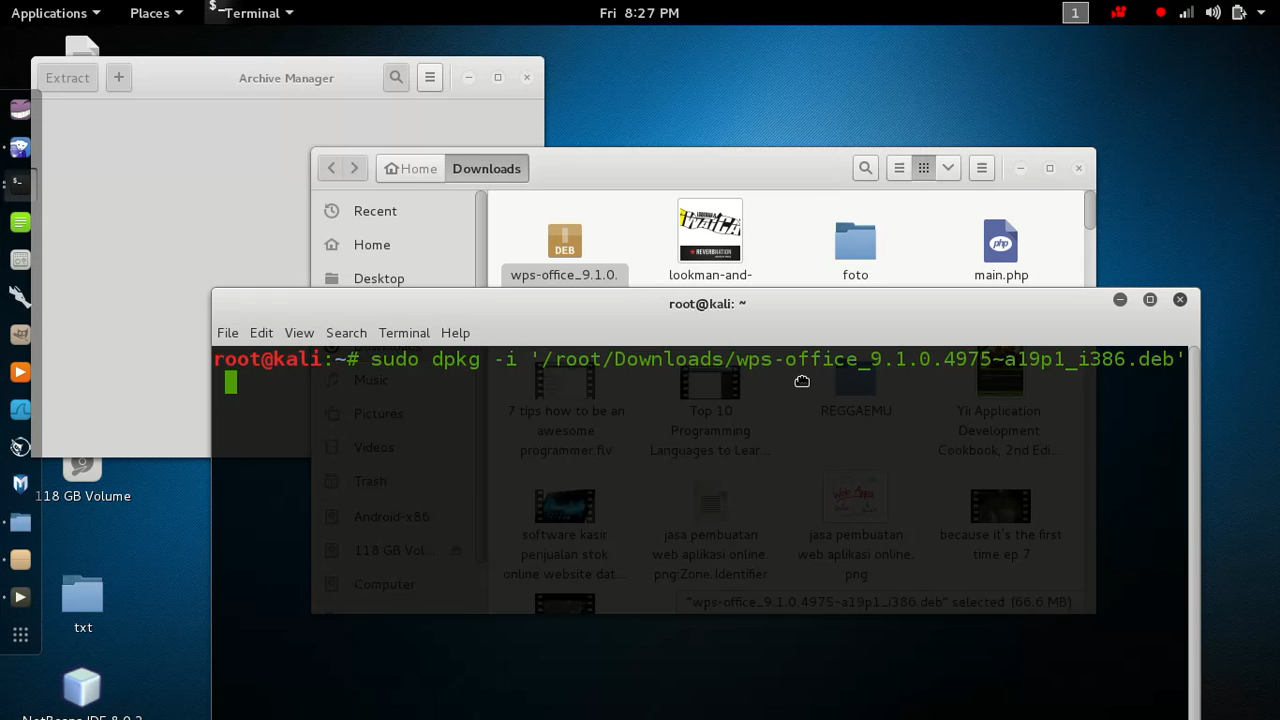 Applications Places Terminal Fri 8:27 PM 1
Extract + Archive Manager
Home Downloads
Recent
Home
Desktop
DEB
wps-office_9.1.0.
REVERBNATION
lookman-and-
foto
php
main.php
root@kali: ~
File Edit View Search Terminal Help
root@kali:~# sudo dpkg -i '/root/Downloads/wps-office_9.1.0.4975~a19p1_i386.deb'
Music
Pictures
Videos
Trash
Android-x86
118 GB Vol...
Computer
7 tips how to be an
awesome
programmer.flv
Top 10
Programming
Languages to Lear...
REGGAEMU
Yii Application
Development
Cookbook, 2nd Edi...
software kasir
penjualan stok
online website dat...
jasa pembuatan
web aplikasi online.
png:Zone.Identifier
jasa pembuatan
web aplikasi online.
png
because it's the first
time ep 7
"wps-office_9.1.0.4975~a19p1_i386.deb" selected (66.6 MB)
118 GB Volume
txt